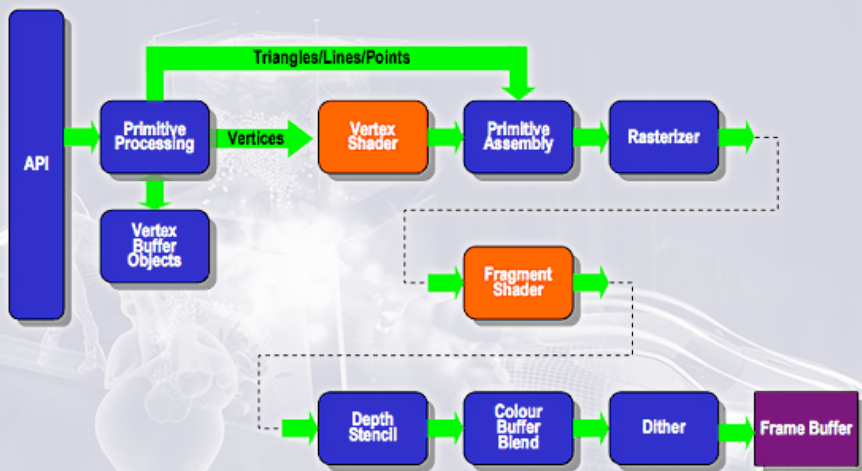 Triangles/Lines/Points
API
Primitive
Processing
Vertices
Vertex
Shader
Primitive
Assembly
Rasterizer
Vertex
Buffer
Objects
Fragment
Shader
Depth
Stencil
Colour
Buffer
Blend
Dither
Frame Buffer